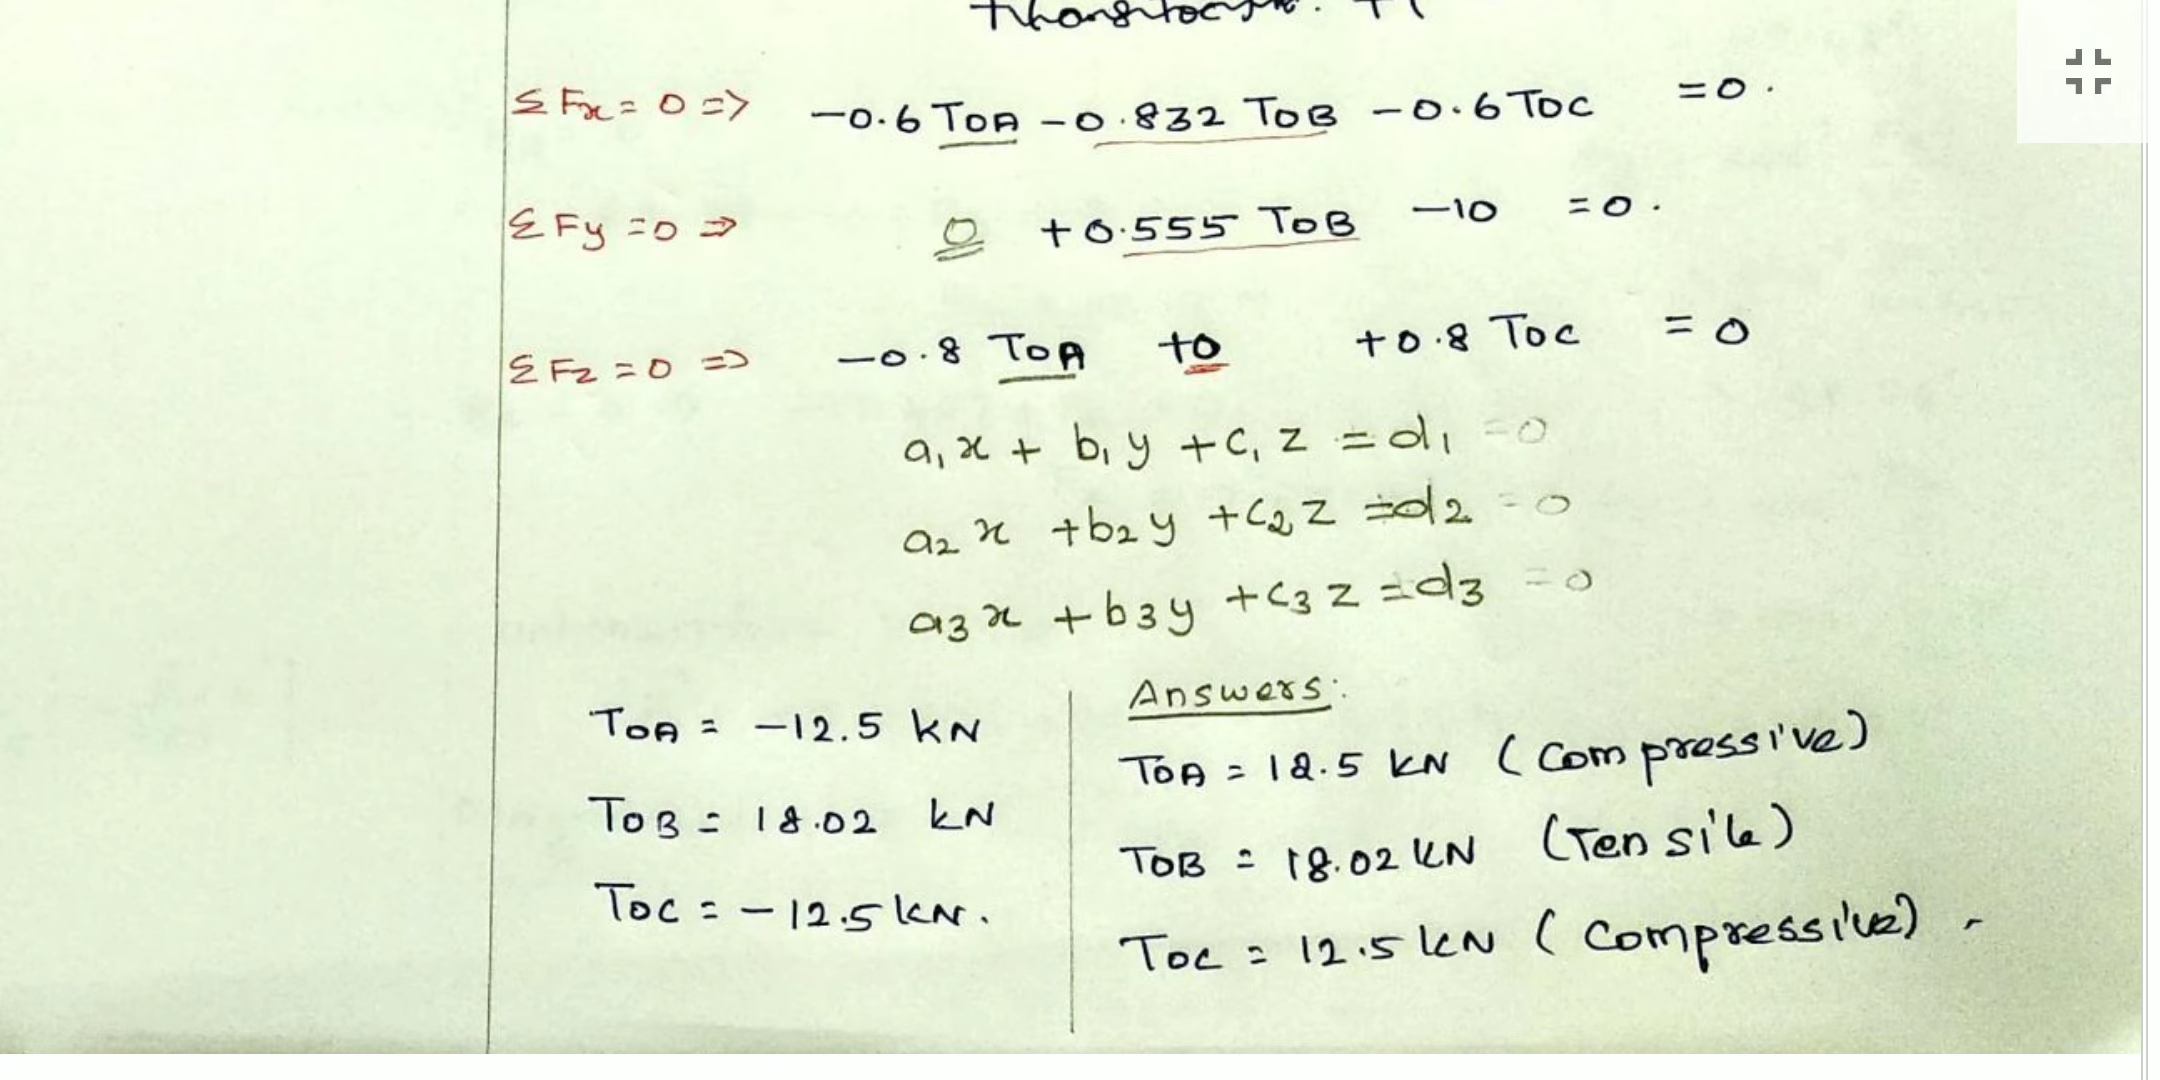 ΣFx = 0 => -0.6 TOA - 0.832 TOB - 0.6 TOC = 0.
ΣFy = 0 => 0 + 0.555 TOB - 10 = 0.
ΣFz = 0 => -0.8 TOA + 0 + 0.8 TOC = 0
a1x + b1y + c1z = d1 = 0
a2x + b2y + c2z = d2 = 0
a3x + b3y + c3z = d3 = 0
TOA = -12.5 kN
TOB = 18.02 kN
TOC = -12.5 kN.
Answers:
TOA = 12.5 kN (Compressive)
TOB = 18.02 kN (Tensile)
TOC = 12.5 kN (Compressive).